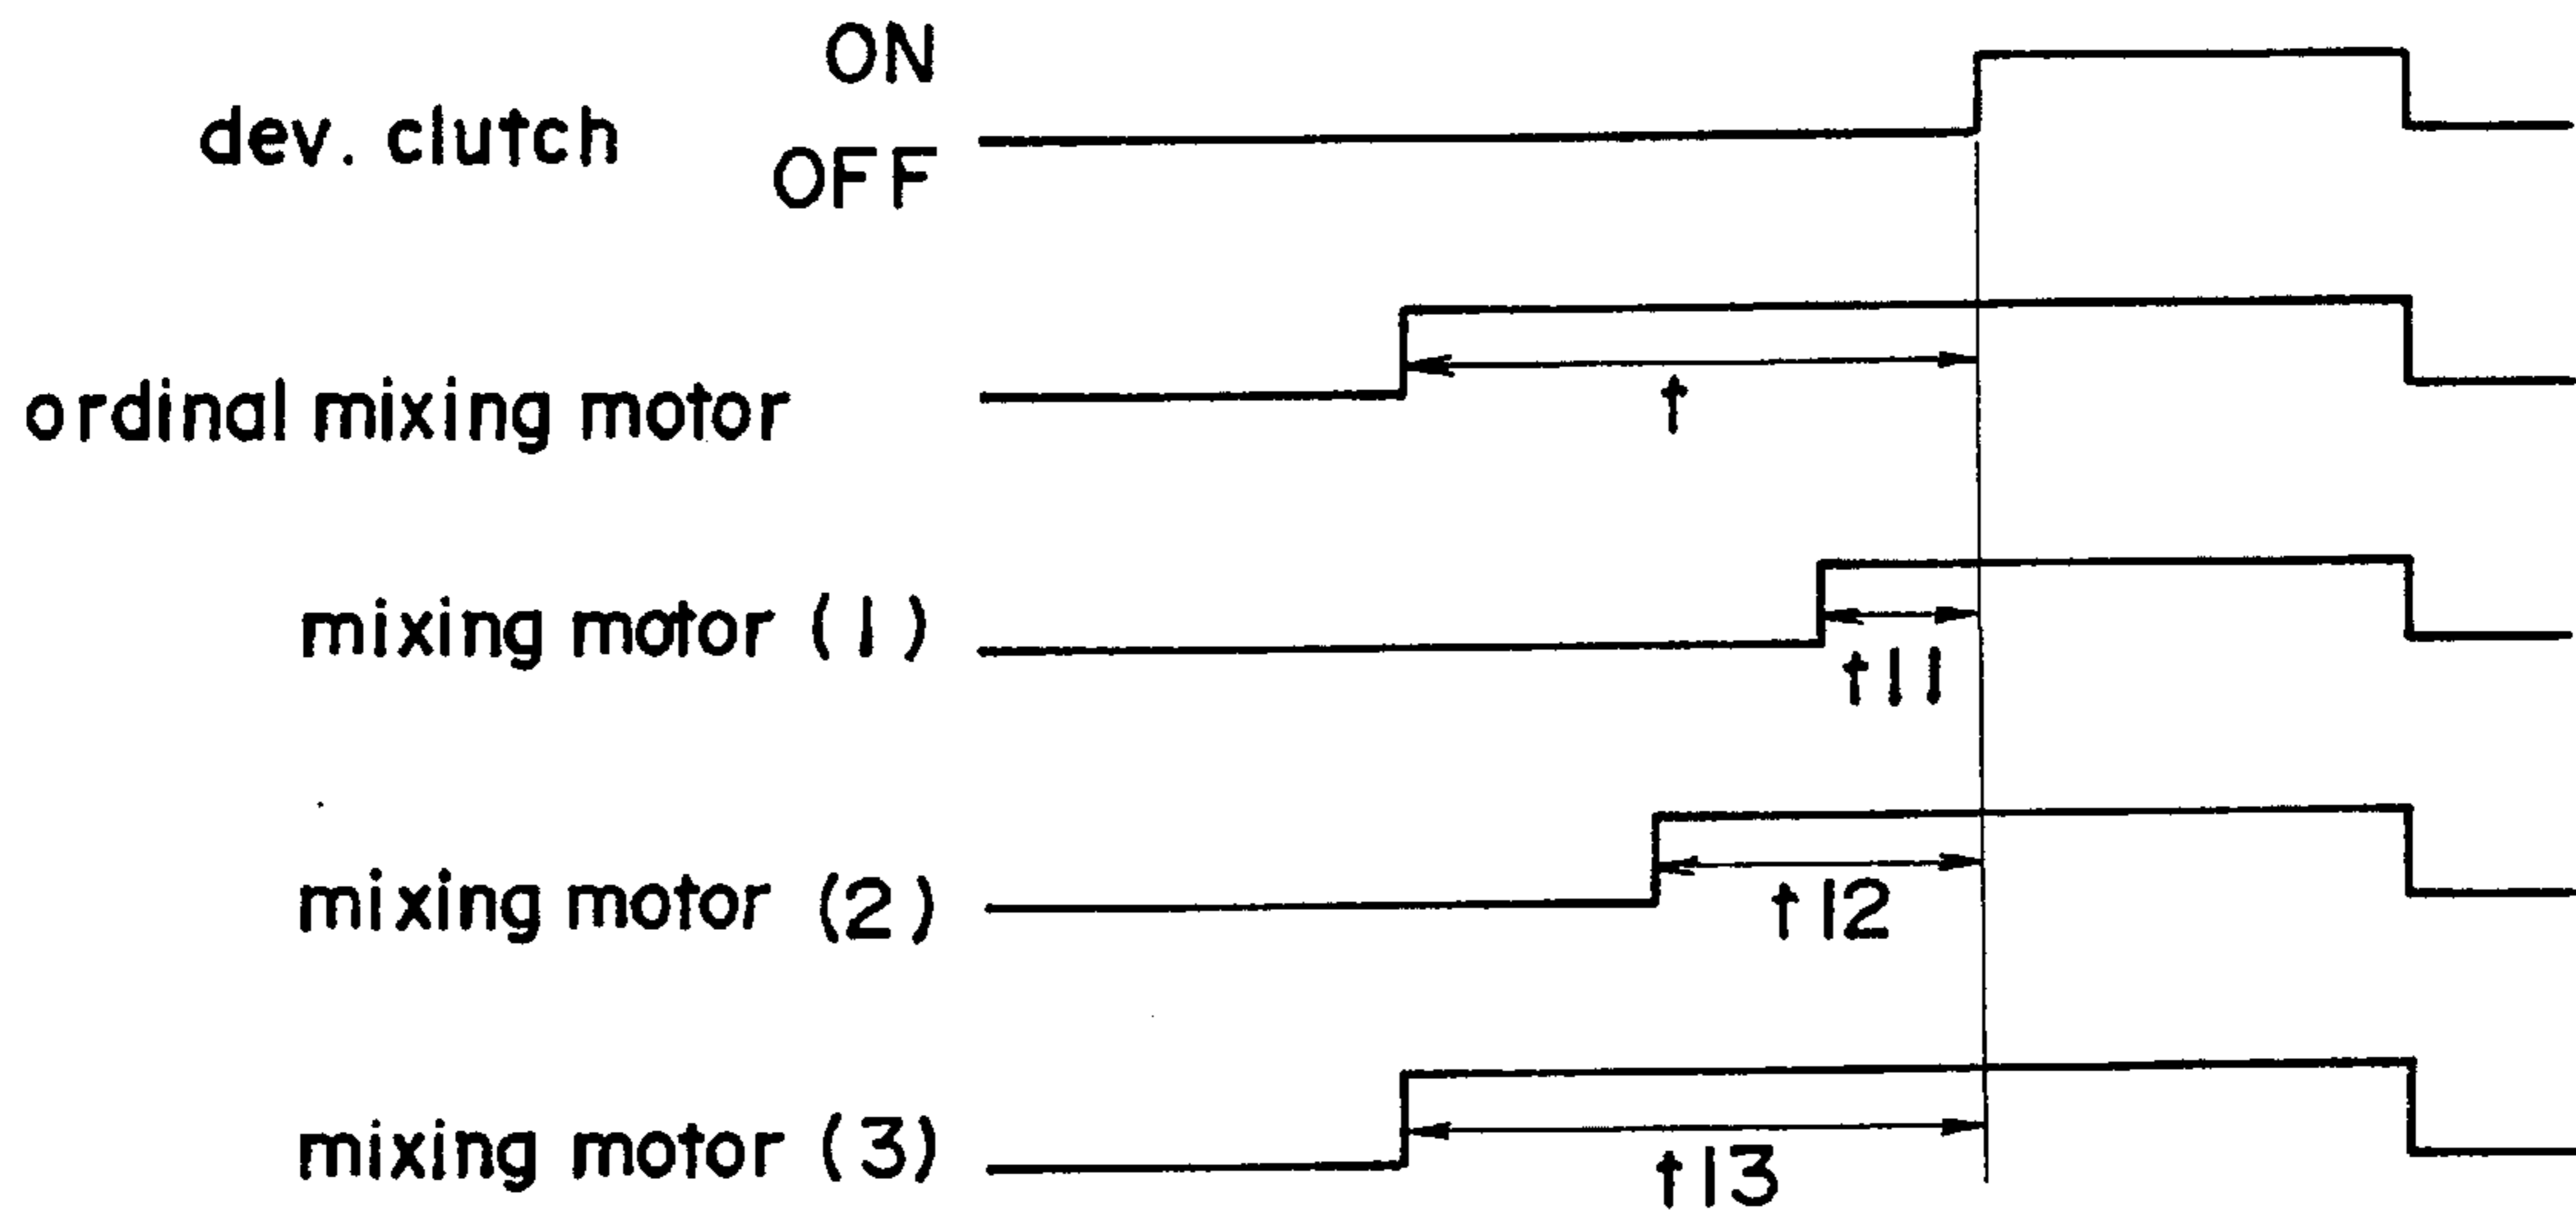 ON
dev. clutch
OFF
ordinal mixing motor
t
mixing motor (1)
t11
mixing motor (2)
t12
mixing motor (3)
t13